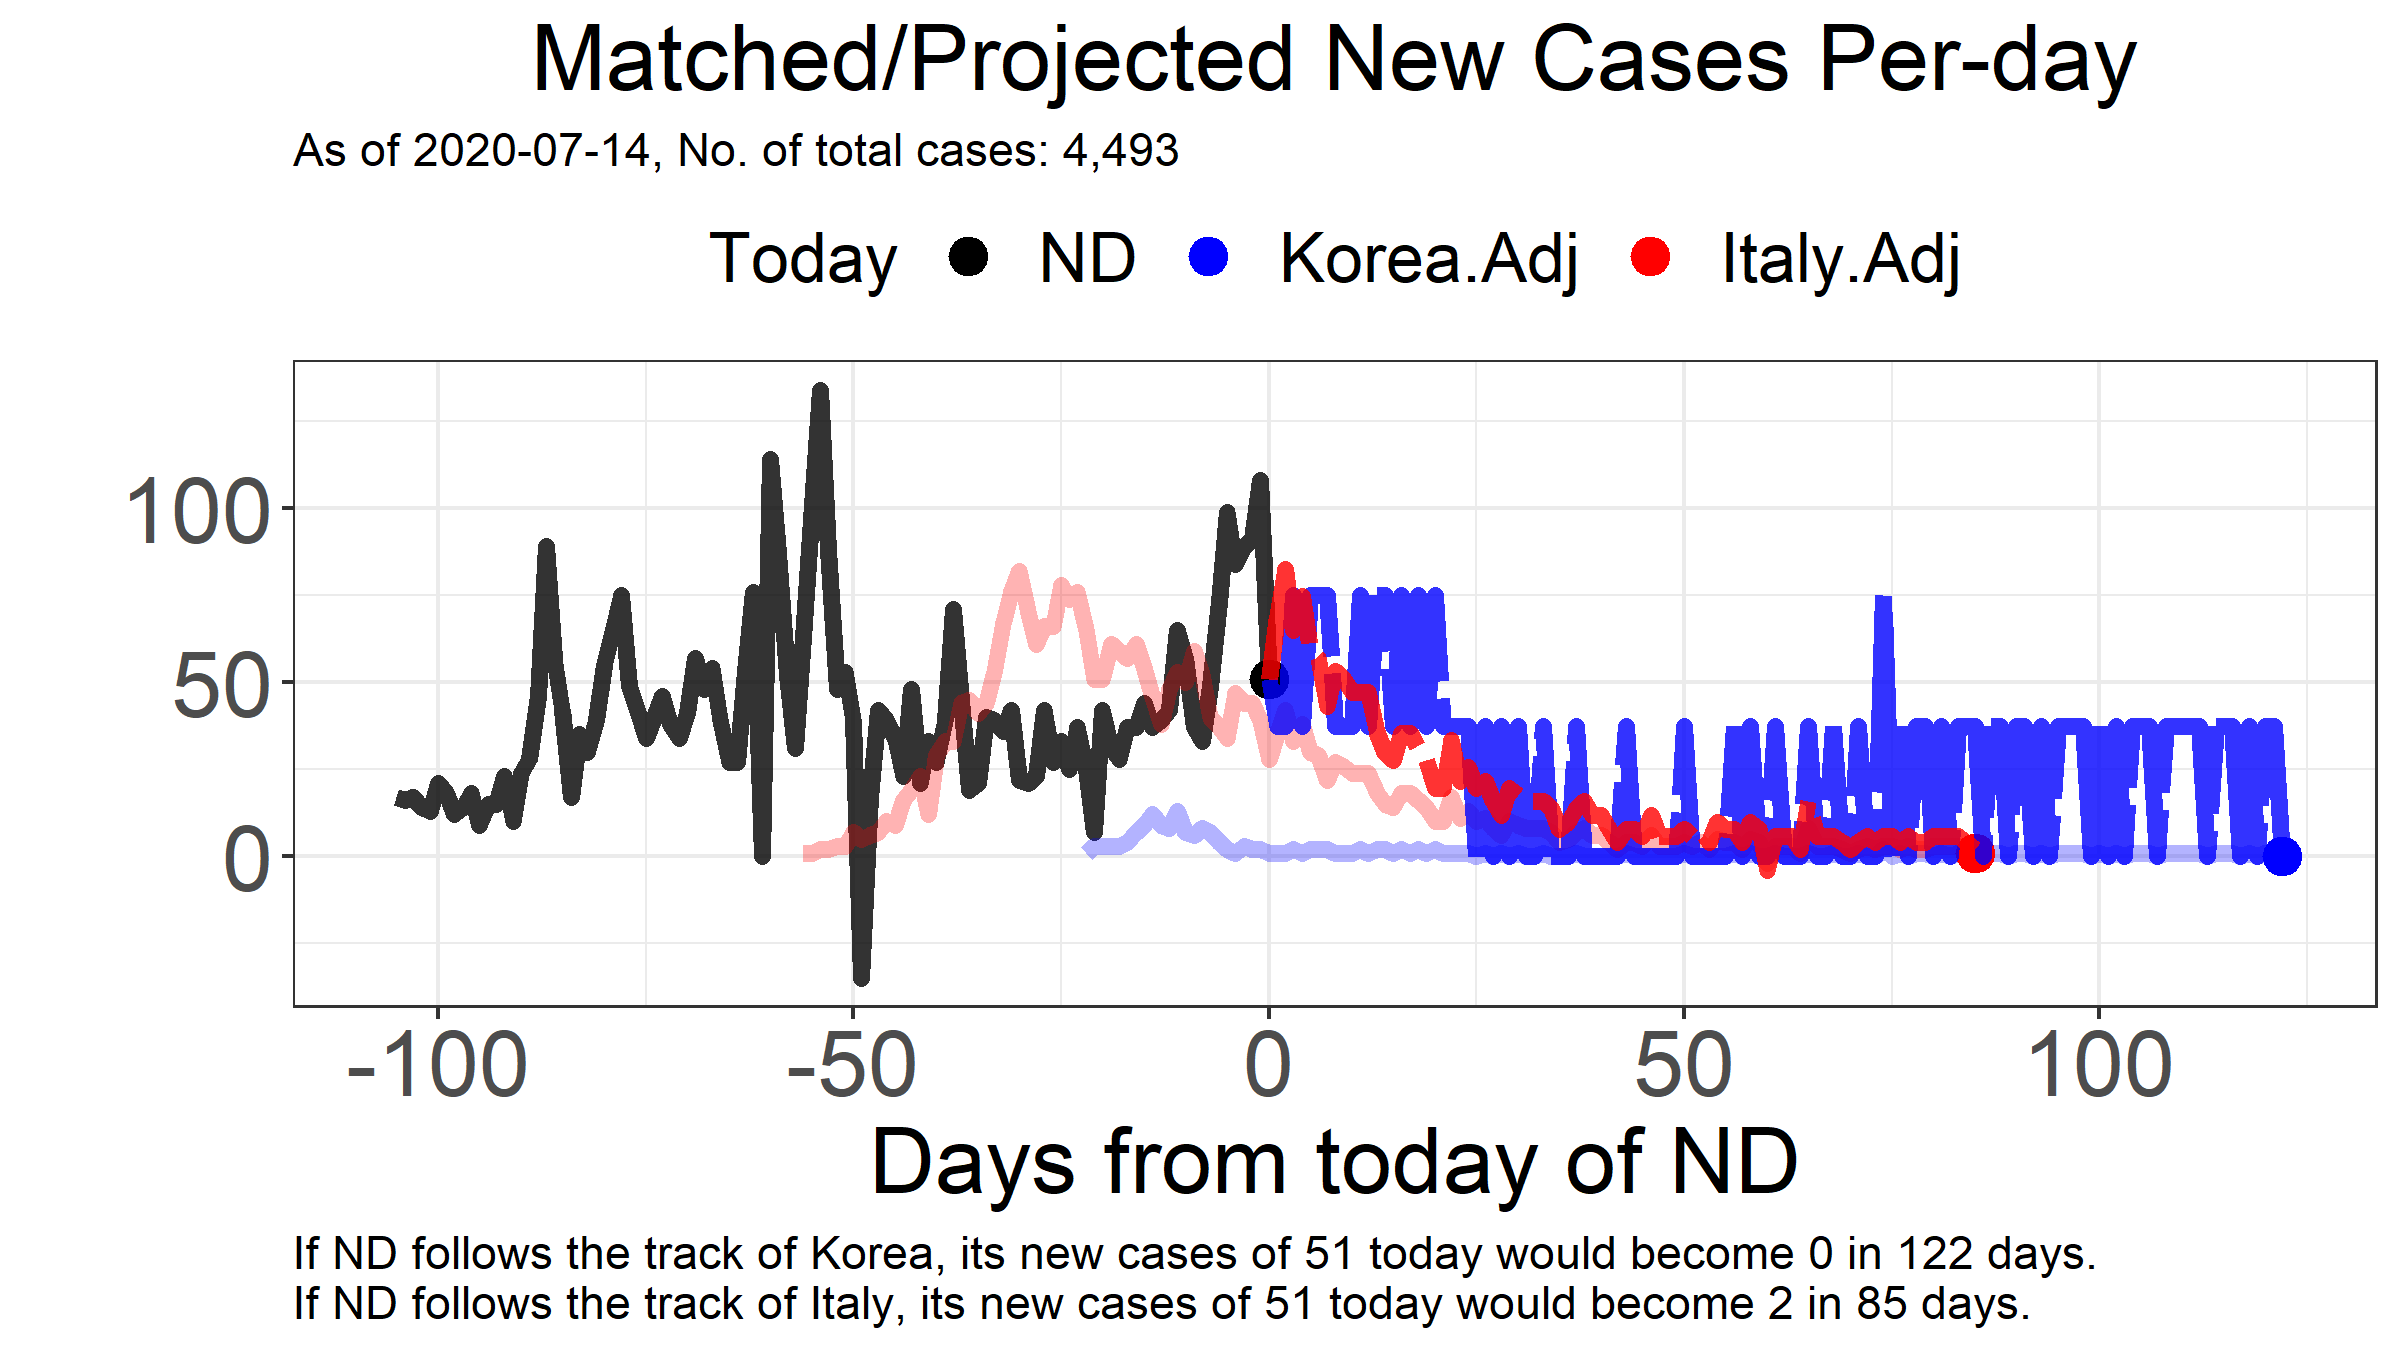 Matched/Projected New Cases Per-day
As of 2020-07-14, No. of total cases: 4,493
Today ND Korea.Adj Italy.Adj
100
50
0
-100 -50 0 50 100
Days from today of ND
If ND follows the track of Korea, its new cases of 51 today would become 0 in 122 days.
If ND follows the track of Italy, its new cases of 51 today would become 2 in 85 days.